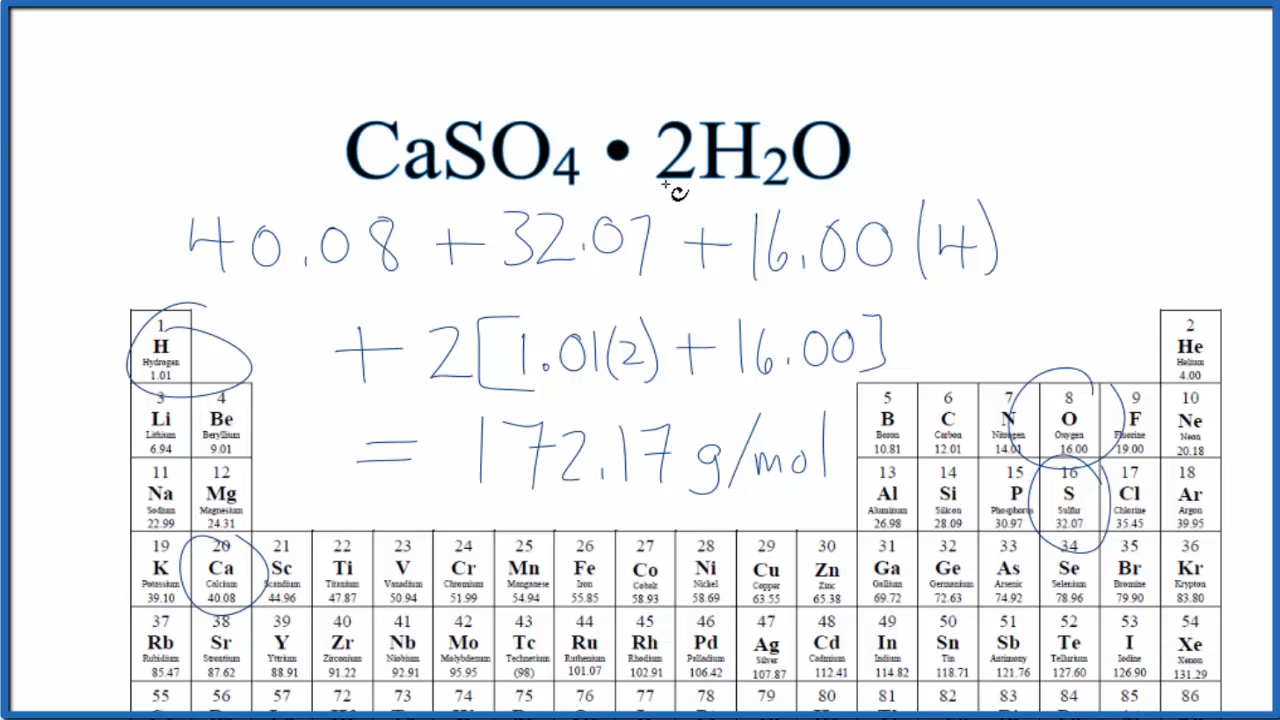 CaSO₄ • 2H₂O
40.08 + 32.07 + 16.00(4)
+ 2[1.01(2) + 16.00]
= 172.17 g/mol
1 2
H He
Hydrogen Helium
1.01 4.00
3 4 5 6 7 8 9 10
Li Be B C N O F Ne
Lithium Beryllium Boron Carbon Nitrogen Oxygen Fluorine Neon
6.94 9.01 10.81 12.01 14.01 16.00 19.00 20.18
11 12 13 14 15 16 17 18
Na Mg Al Si P S Cl Ar
Sodium Magnesium Aluminum Silicon Phosphorus Sulfur Chlorine Argon
22.99 24.31 26.98 28.09 30.97 32.07 35.45 39.95
19 20 21 22 23 24 25 26 27 28 29 30 31 32 33 34 35 36
K Ca Sc Ti V Cr Mn Fe Co Ni Cu Zn Ga Ge As Se Br Kr
Potassium Calcium Scandium Titanium Vanadium Chromium Manganese Iron Cobalt Nickel Copper Zinc Gallium Germanium Arsenic Selenium Bromine Krypton
39.10 40.08 44.96 47.87 50.94 51.99 54.94 55.85 58.93 58.69 63.55 65.38 69.72 72.63 74.92 78.96 79.90 83.80
37 38 39 40 41 42 43 44 45 46 47 48 49 50 51 52 53 54
Rb Sr Y Zr Nb Mo Tc Ru Rh Pd Ag Cd In Sn Sb Te I Xe
Rubidium Strontium Yttrium Zirconium Niobium Molybdenum Technetium Ruthenium Rhodium Palladium Silver Cadmium Indium Tin Antimony Tellurium Iodine Xenon
85.47 87.62 88.91 91.22 92.91 95.95 (98) 101.07 102.91 106.42 107.87 112.41 114.82 118.71 121.76 127.60 126.90 131.29
55 56 57 72 73 74 75 76 77 78 79 80 81 82 83 84 85 86